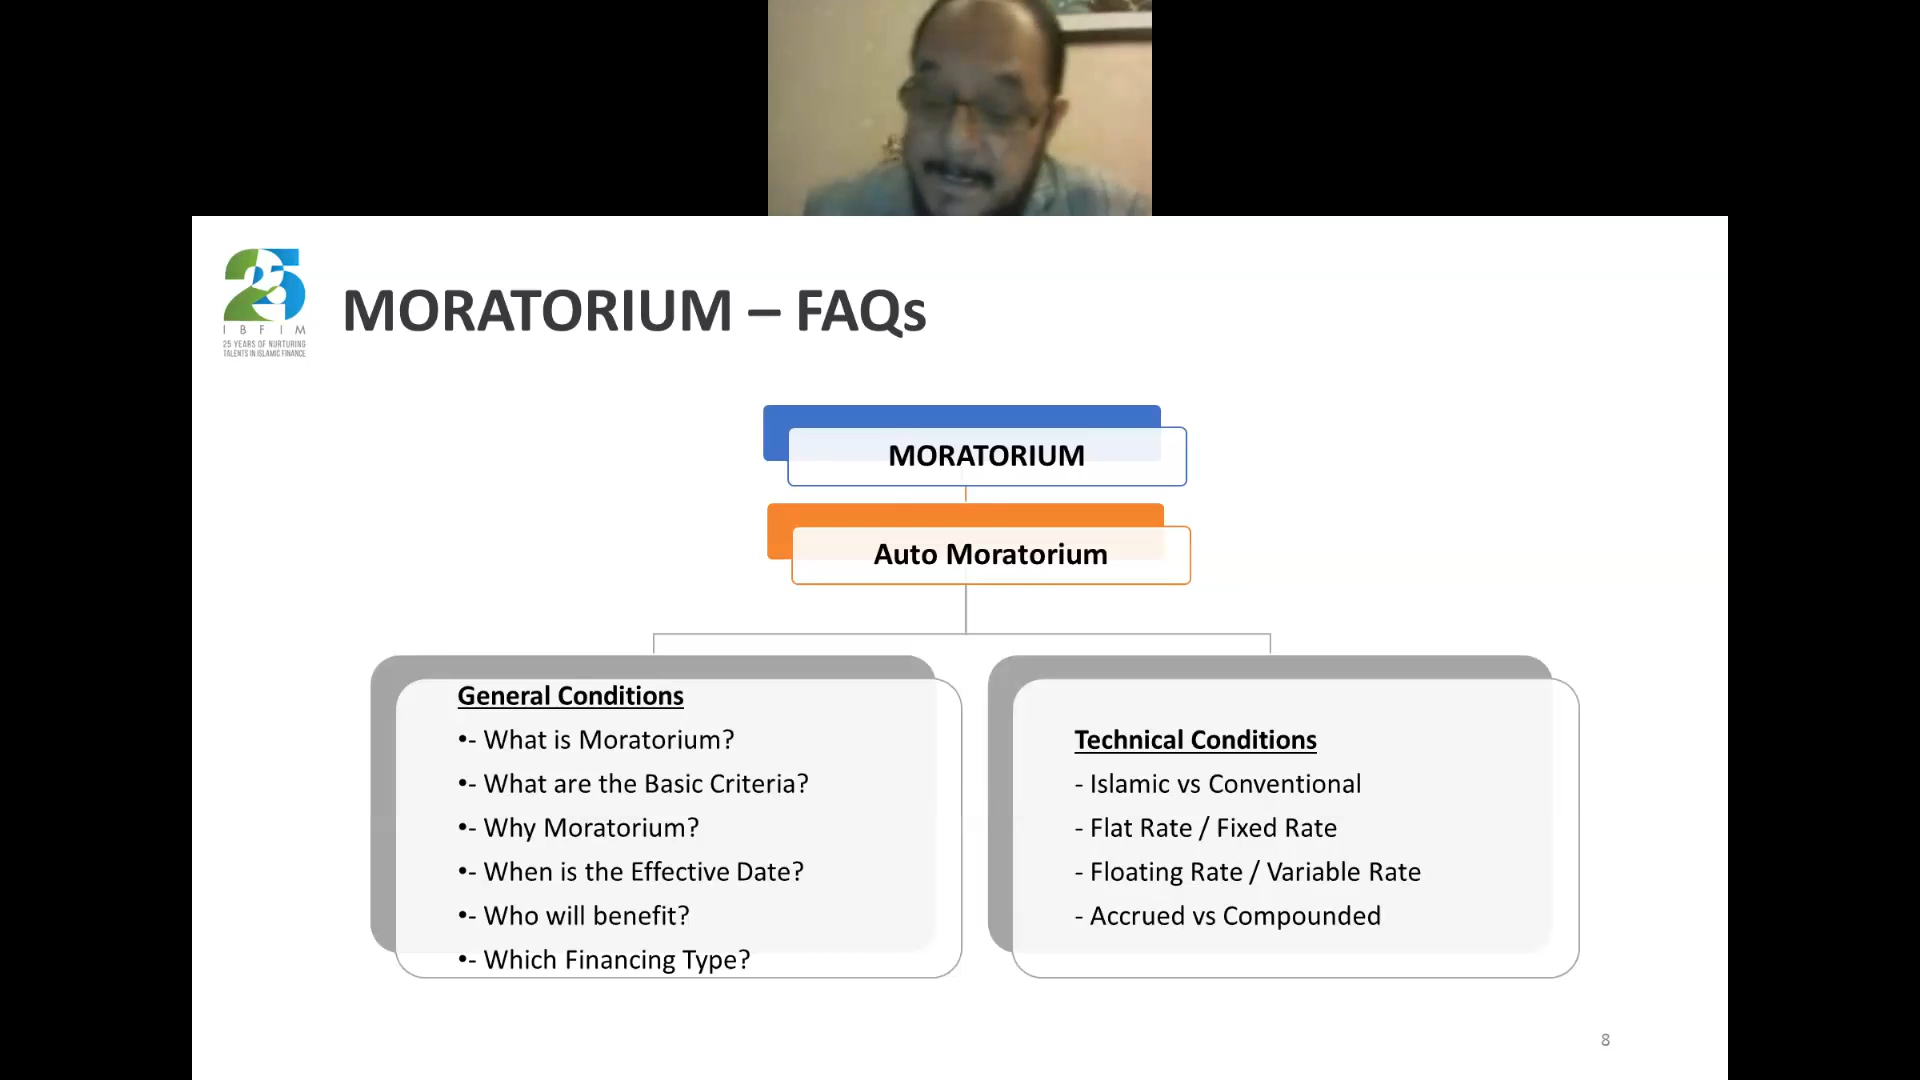 25
IBFIM
25 YEARS OF NURTURING
TALENTS IN ISLAMIC FINANCE
MORATORIUM – FAQs
MORATORIUM
Auto Moratorium
General Conditions
•- What is Moratorium?
•- What are the Basic Criteria?
•- Why Moratorium?
•- When is the Effective Date?
•- Who will benefit?
•- Which Financing Type?
Technical Conditions
- Islamic vs Conventional
- Flat Rate / Fixed Rate
- Floating Rate / Variable Rate
- Accrued vs Compounded
8